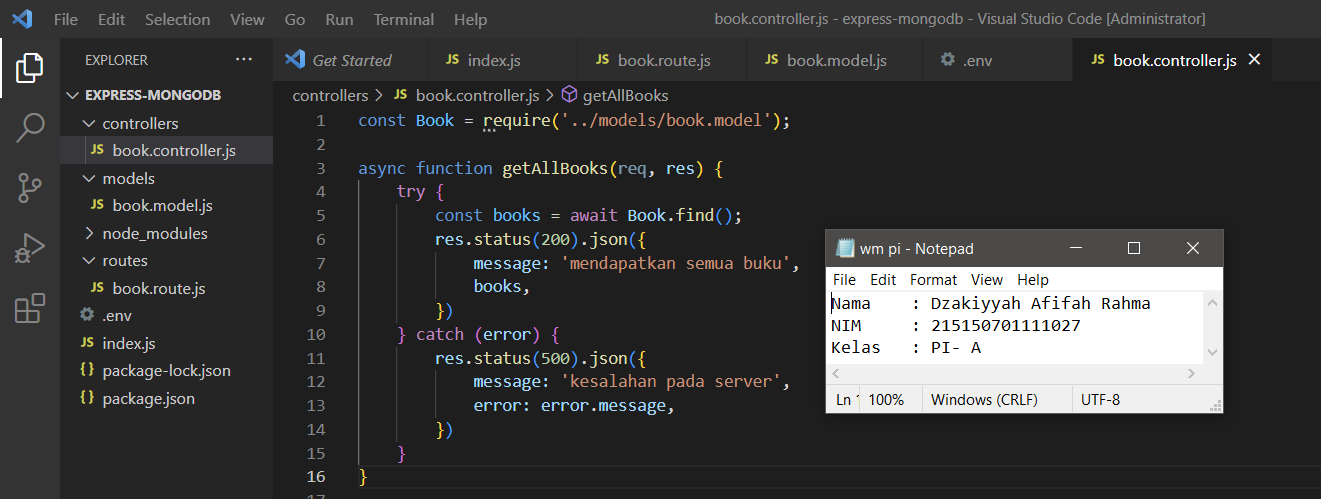 File Edit Selection View Go Run Terminal Help book.controller.js - express-mongodb - Visual Studio Code [Administrator]
EXPLORER ...
Get Started JS index.js JS book.route.js JS book.model.js .env JS book.controller.js
EXPRESS-MONGODB
controllers
JS book.controller.js
models
JS book.model.js
node_modules
routes
JS book.route.js
.env
JS index.js
{} package-lock.json
{} package.json
controllers > JS book.controller.js > getAllBooks
1 const Book = require('../models/book.model');
2
3 async function getAllBooks(req, res) {
4     try {
5         const books = await Book.find();
6         res.status(200).json({
7             message: 'mendapatkan semua buku',
8             books,
9         })
10     } catch (error) {
11         res.status(500).json({
12             message: 'kesalahan pada server',
13             error: error.message,
14         })
15     }
16 }
17
wm pi - Notepad
File Edit Format View Help
Nama : Dzakiyyah Afifah Rahma
NIM : 215150701111027
Kelas : PI- A
Ln 100% Windows (CRLF) UTF-8